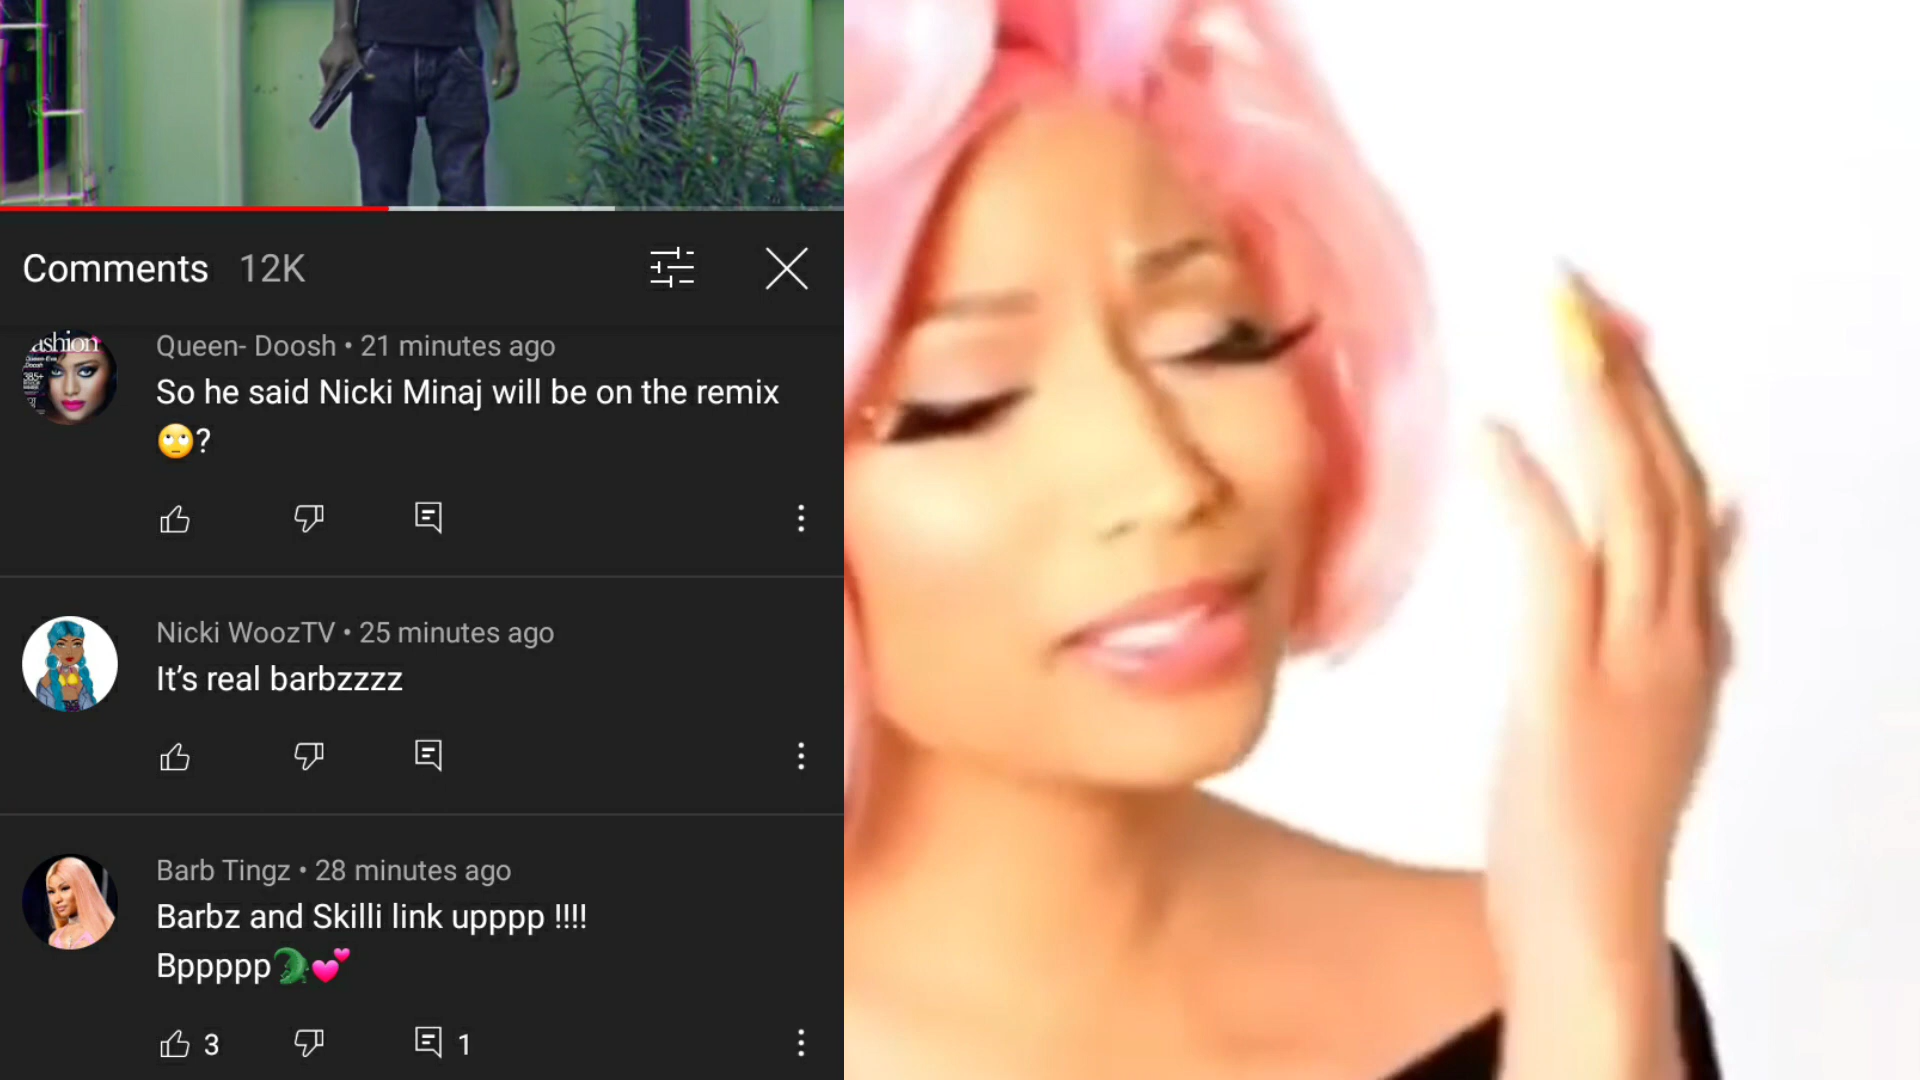 Comments 12K
ashion
Queen- Doosh • 21 minutes ago
So he said Nicki Minaj will be on the remix
🙄?
Nicki WoozTV • 25 minutes ago
It’s real barbzzzz
Barb Tingz • 28 minutes ago
Barbz and Skilli link upppp !!!!
Bppppp🐊💕
3 1